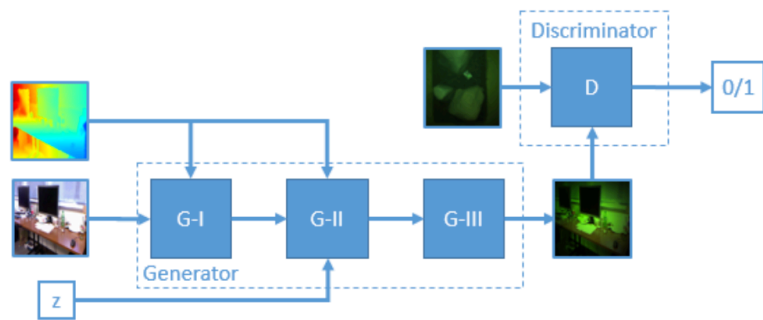 Discriminator
D
0/1
G-I
G-II
G-III
Generator
z